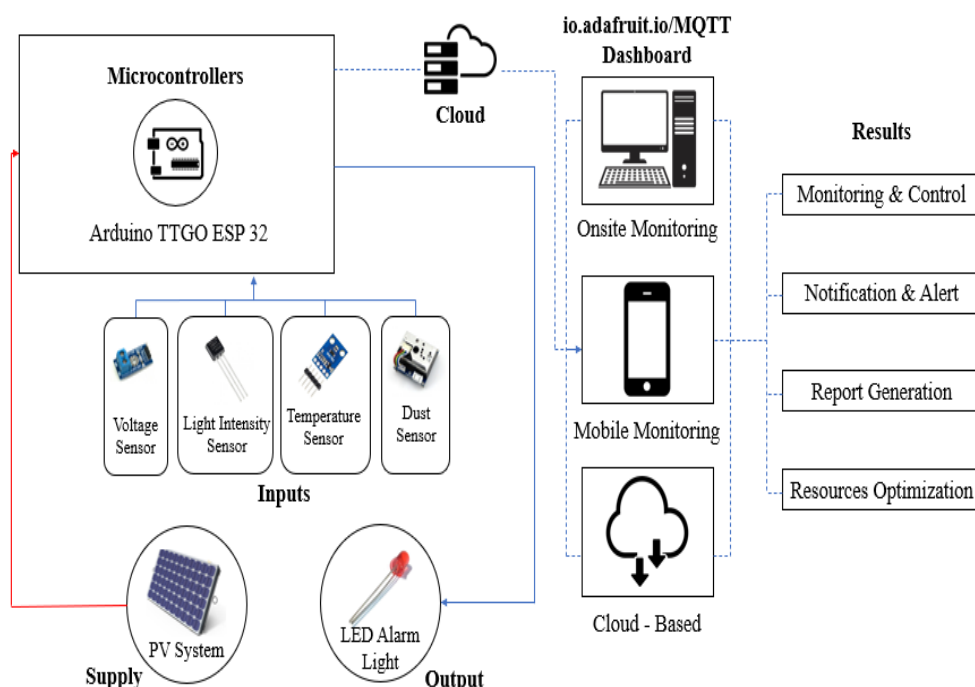 Microcontrollers
Arduino TTGO ESP 32
Cloud
io.adafruit.io/MQTT
Dashboard
Onsite Monitoring
Mobile Monitoring
Cloud - Based
Results
Monitoring & Control
Notification & Alert
Report Generation
Resources Optimization
Voltage
Sensor
Light Intensity
Sensor
Temperature
Sensor
Dust
Sensor
Inputs
PV System
Supply
LED Alarm
Light
Output